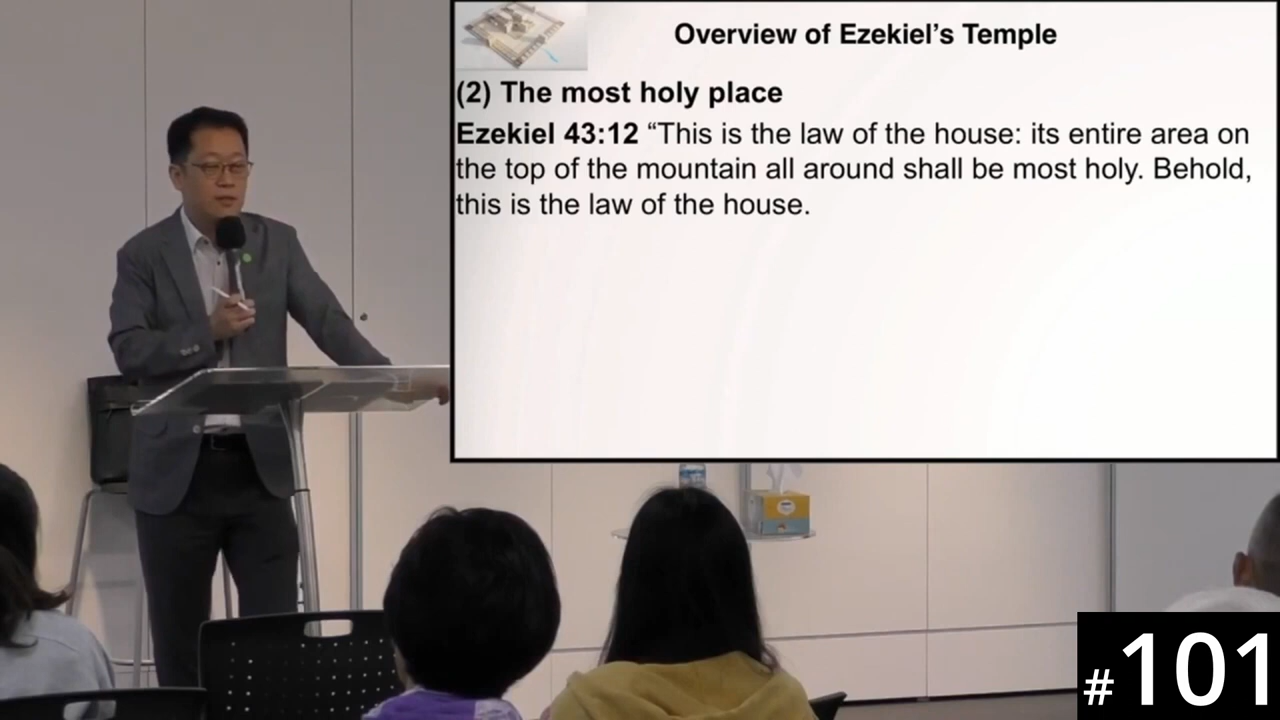 Overview of Ezekiel’s Temple
(2) The most holy place
Ezekiel 43:12 “This is the law of the house: its entire area on
the top of the mountain all around shall be most holy. Behold,
this is the law of the house.
#101